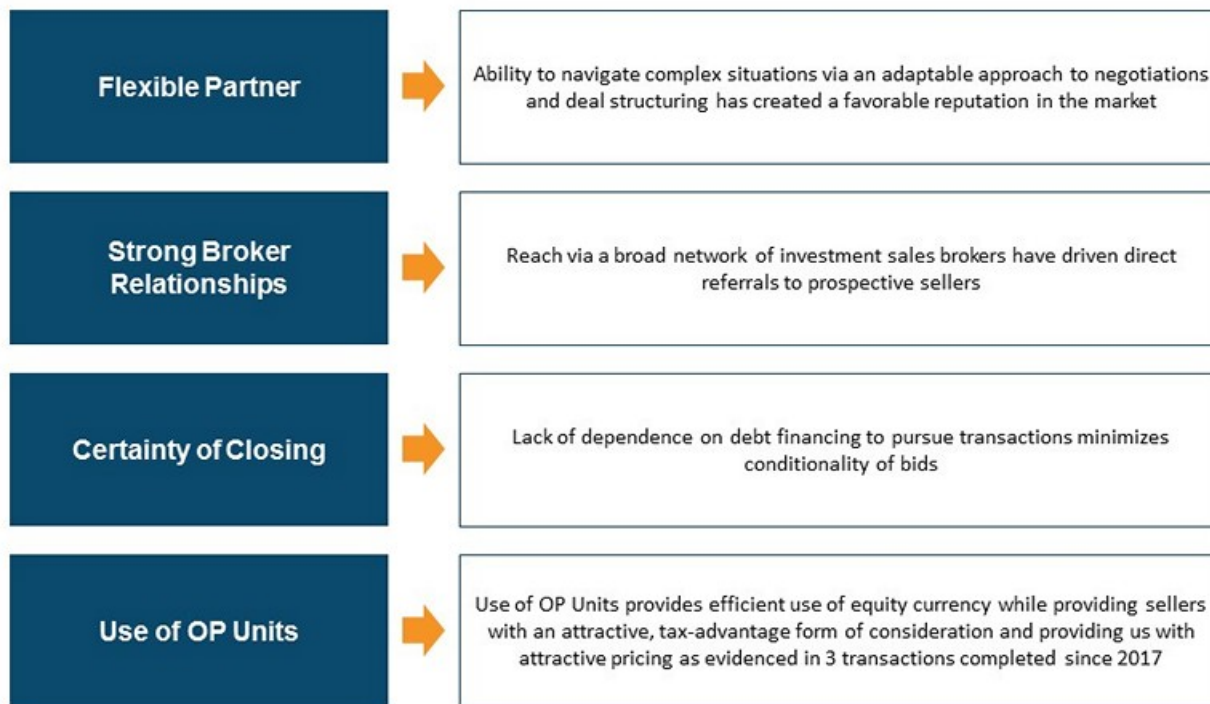 Flexible Partner
Ability to navigate complex situations via an adaptable approach to negotiations
and deal structuring has created a favorable reputation in the market
Strong Broker
Relationships
Reach via a broad network of investment sales brokers have driven direct
referrals to prospective sellers
Certainty of Closing
Lack of dependence on debt financing to pursue transactions minimizes
conditionality of bids
Use of OP Units
Use of OP Units provides efficient use of equity currency while providing sellers
with an attractive, tax-advantage form of consideration and providing us with
attractive pricing as evidenced in 3 transactions completed since 2017